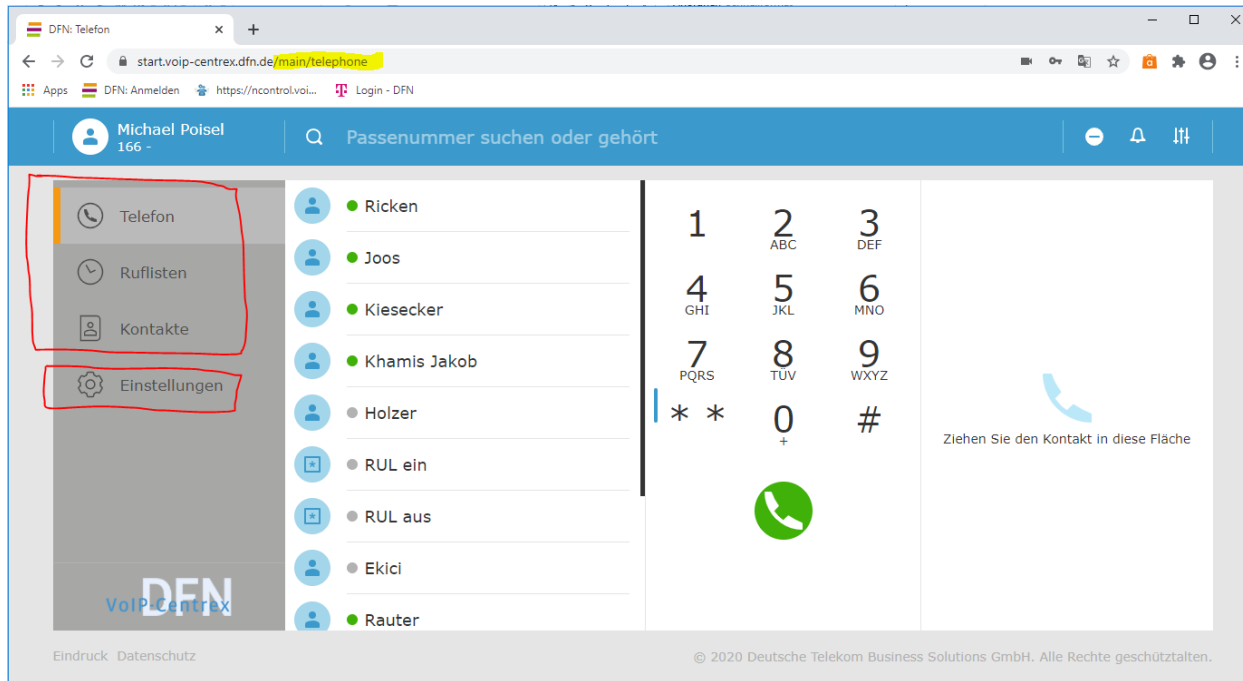 DFN: Telefon
start.voip-centrex.dfn.de/main/telephone
Apps DFN: Anmelden https://ncontrol.voi... Login - DFN
Michael Poisel
166 -
Passenummer suchen oder gehört
Telefon
Ruflisten
Kontakte
Einstellungen
DFN
VoIP-Centrex
Ricken
Joos
Kiesecker
Khamis Jakob
Holzer
RUL ein
RUL aus
Ekici
Rauter
1 2 3
ABC DEF
4 5 6
GHI JKL MNO
7 8 9
PQRS TUV WXYZ
* * 0 #
+
Ziehen Sie den Kontakt in diese Fläche
Eindruck Datenschutz
© 2020 Deutsche Telekom Business Solutions GmbH. Alle Rechte geschütztalten.